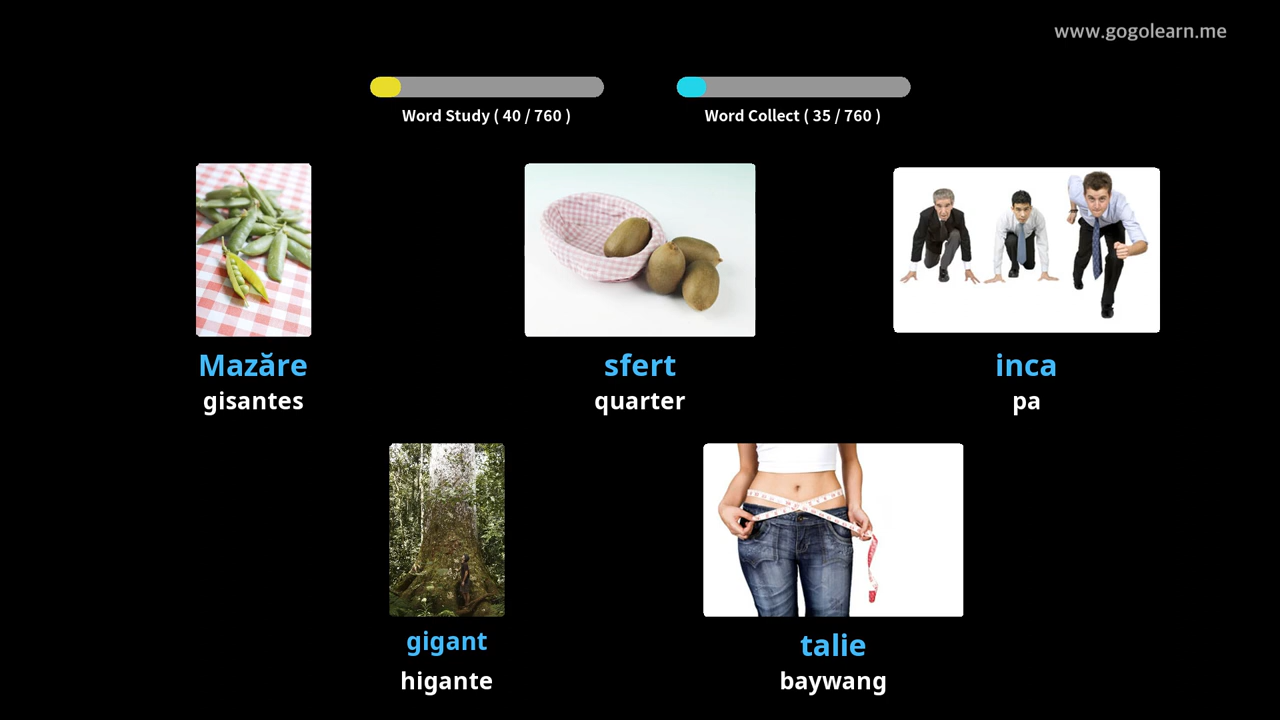 www.gogolearn.me
Word Study ( 40 / 760 )
Word Collect ( 35 / 760 )
Mazăre
gisantes
sfert
quarter
inca
pa
gigant
higante
talie
baywang